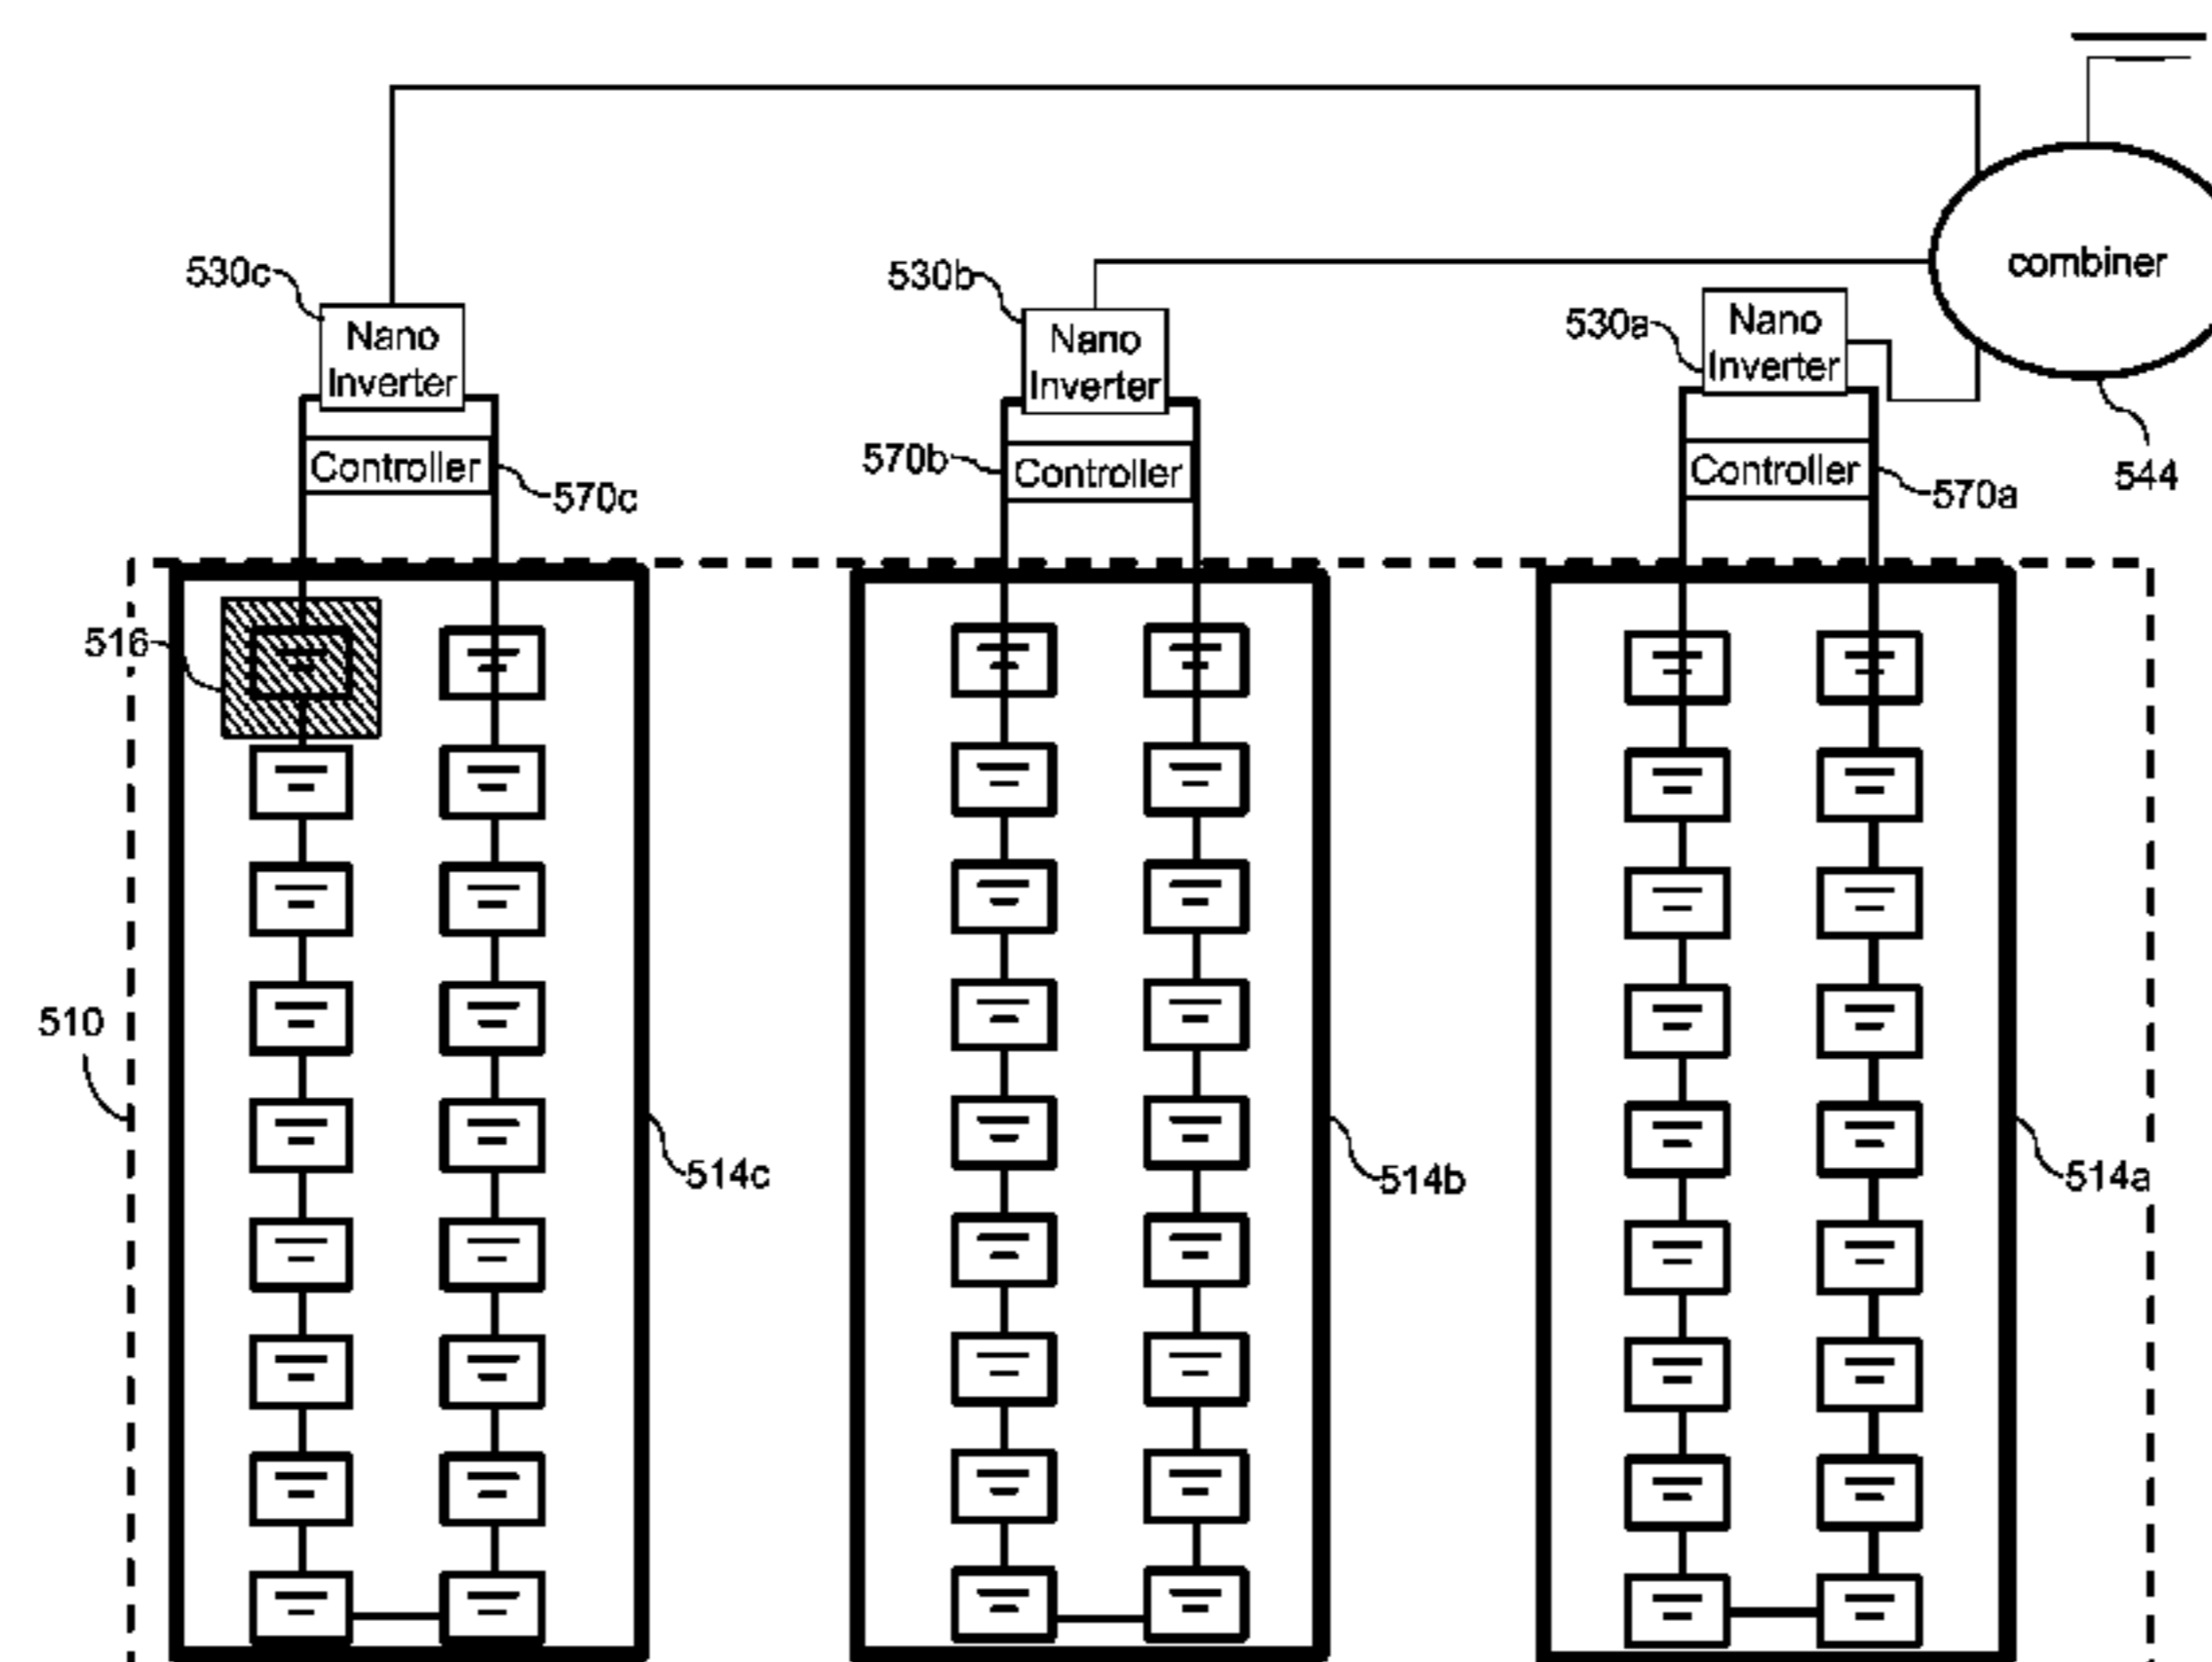 530c
Nano
Inverter
530b
Nano
Inverter
530a
Nano
Inverter
combiner
544
Controller
570c
570b
Controller
Controller
570a
516
510
514c
514b
514a